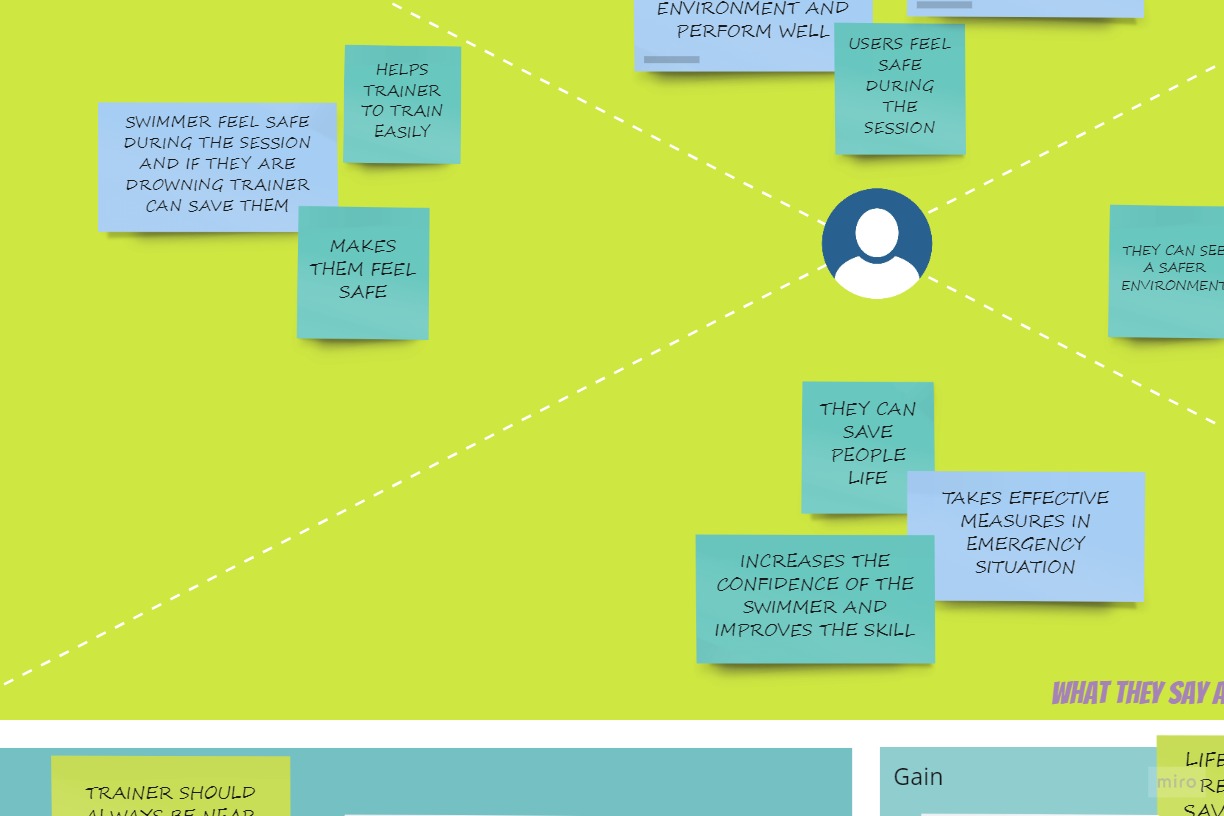 ENVIRONMENT AND
PERFORM WELL
USERS FEEL
SAFE
DURING
THE
SESSION
HELPS
TRAINER
TO TRAIN
EASILY
SWIMMER FEEL SAFE
DURING THE SESSION
AND IF THEY ARE
DROWNING TRAINER
CAN SAVE THEM
MAKES
THEM FEEL
SAFE
THEY CAN SEE
A SAFER
ENVIRONMENT
THEY CAN
SAVE
PEOPLE
LIFE
TAKES EFFECTIVE
MEASURES IN
EMERGENCY
SITUATION
INCREASES THE
CONFIDENCE OF THE
SWIMMER AND
IMPROVES THE SKILL
WHAT THEY SAY
TRAINER SHOULD
ALWAYS BE NEAR
Gain
LIFE
RE
SAV
miro